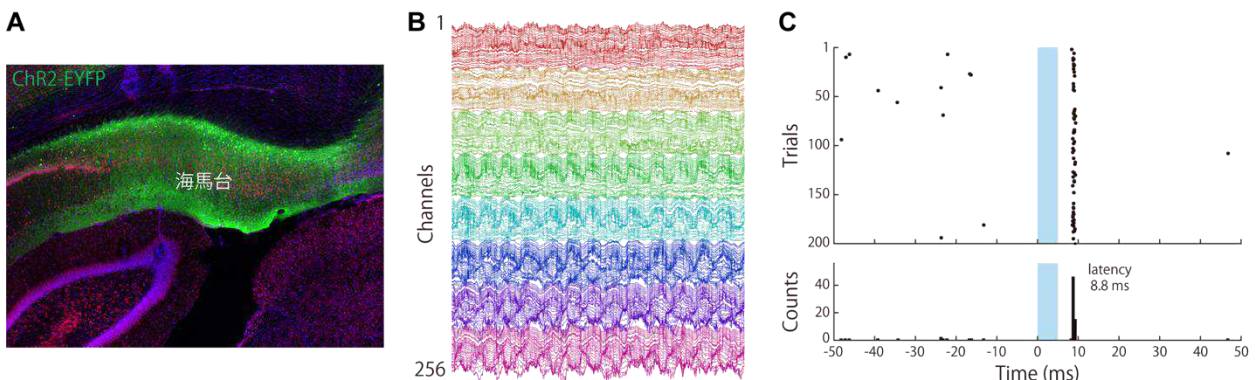 A
ChR2-EYFP
海馬台
B
1
Channels
256
C
1
50
100
150
200
Trials
latency
8.8 ms
40
20
0
Counts
-50 -40 -30 -20 -10 0 10 20 30 40 50
Time (ms)